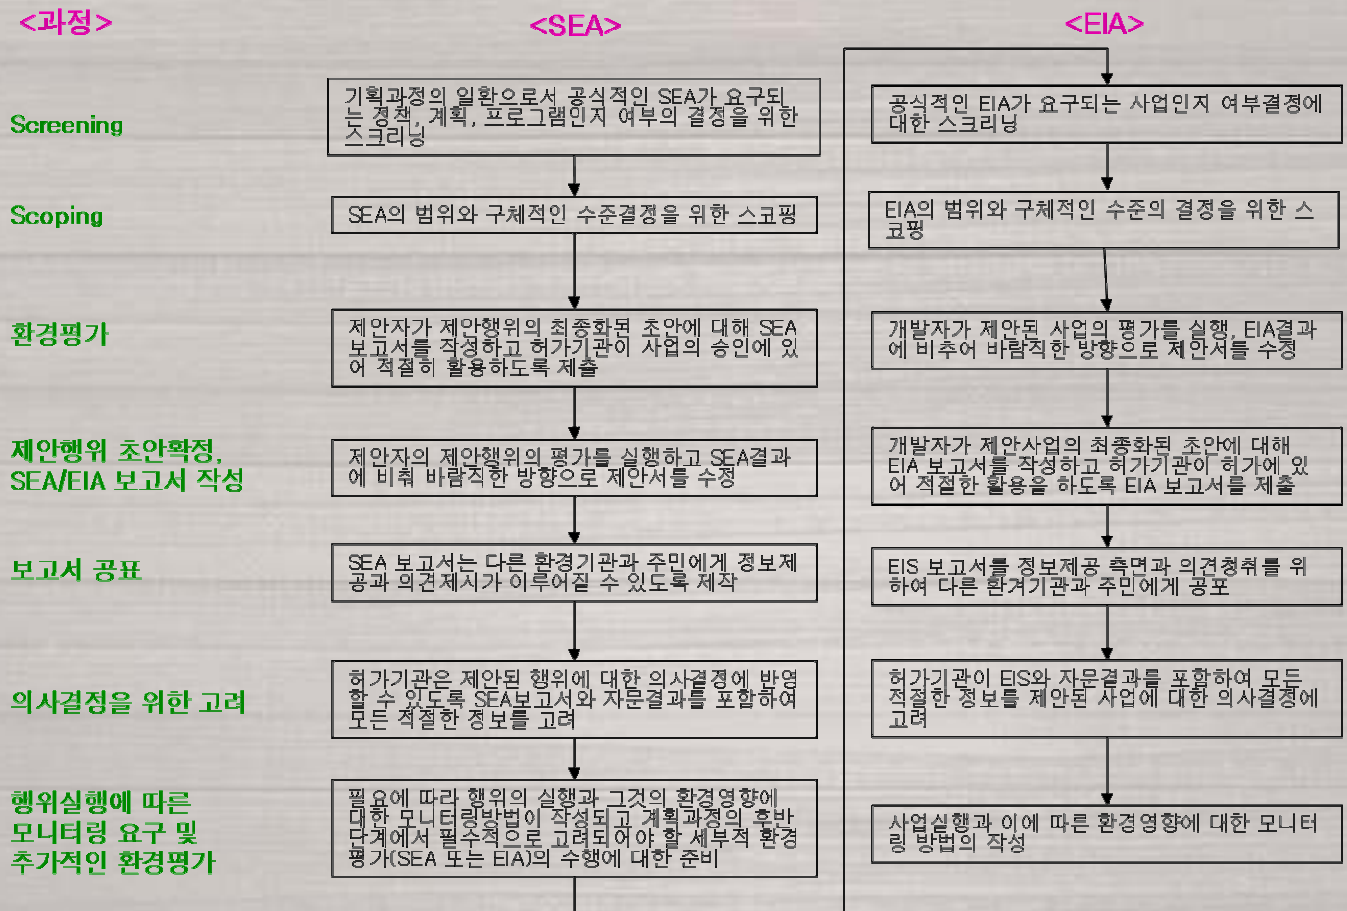 <과정>
<SEA>
<EIA>
Screening
기획과정의 일환으로서 공식적인 SEA가 요구되
는 정책, 계획, 프로그램인지 여부의 결정을 위한
스크리닝
공식적인 EIA가 요구되는 사업인지 여부결정에
대한 스크리닝
Scoping
SEA의 범위와 구체적인 수준결정을 위한 스코핑
EIA의 범위와 구체적인 수준의 결정을 위한 스
코핑
환경평가
제안자가 제안행위의 최종화된 초안에 대해 SEA
보고서를 작성하고 허가기관이 사업의 승인에 있
어 적절히 활용하도록 제출
개발자가 제안된 사업의 평가를 실행, EIA결과
에 비추어 바람직한 방향으로 제안서를 수정
제안행위 초안확정,
SEA/EIA 보고서 작성
제안자의 제안행위의 평가를 실행하고 SEA결과
에 비춰 바람직한 방향으로 제안서를 수정
개발자가 제안사업의 최종화된 초안에 대해
EIA 보고서를 작성하고 허가기관이 허가에 있
어 적절한 활용을 하도록 EIA 보고서를 제출
보고서 공표
SEA 보고서는 다른 환경기관과 주민에게 정보제
공과 의견제시가 이루어질 수 있도록 제작
EIS 보고서를 정보제공 측면과 의견청취를 위
하여 다른 환겨기관과 주민에게 공포
의사결정을 위한 고려
허가기관은 제안된 행위에 대한 의사결정에 반영
할 수 있도록 SEA보고서와 자문결과를 포함하여
모든 적절한 정보를 고려
허가기관이 EIS와 자문결과를 포함하여 모든
적절한 정보를 제안된 사업에 대한 의사결정에
고려
행위실행에 따른
모니터링 요구 및
추가적인 환경평가
필요에 따라 행위의 실행과 그것의 환경영향에
대한 모니터링방법이 작성되고 계획과정의 후반
단계에서 필수적으로 고려되어야 할 세부적 환경
평가(SEA 또는 EIA)의 수행에 대한 준비
사업실행과 이에 따른 환경영향에 대한 모니터
링 방법의 작성